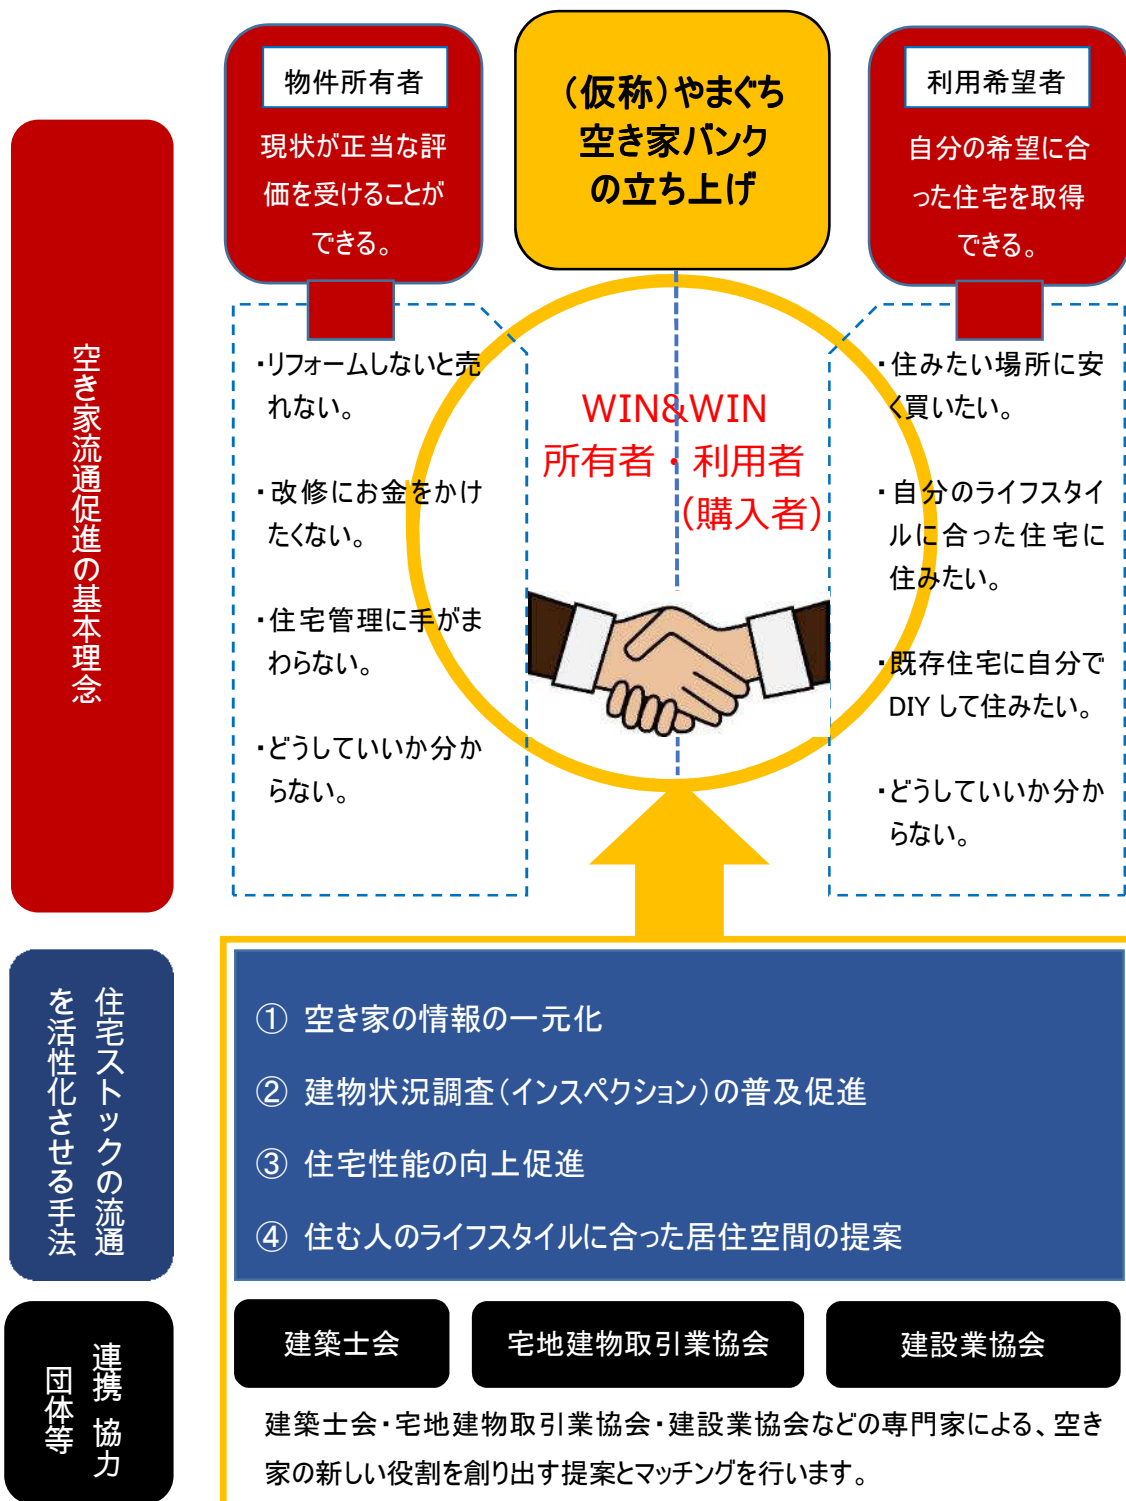 物件所有者
現状が正当な評
価を受けることが
できる。
（仮称）やまぐち
空き家バンク
の立ち上げ
利用希望者
自分の希望に合
った住宅を取得
できる。
空き家流通促進の基本理念
・リフォームしないと売
れない。
・改修にお金をかけ
たくない。
・住宅管理に手がま
わらない。
・どうしていいか分か
らない。
WIN&WIN
所有者・利用者
（購入者）
・住みたい場所に安
く買いたい。
・自分のライフスタイ
ルに合った住宅に
住みたい。
・既存住宅に自分で
DIY して住みたい。
・どうしていいか分か
らない。
住宅ストックの流通
を活性化させる手法
① 空き家の情報の一元化
② 建物状況調査（インスペクション）の普及促進
③ 住宅性能の向上促進
④ 住む人のライフスタイルに合った居住空間の提案
連携 協力
団体等
建築士会
宅地建物取引業協会
建設業協会
建築士会・宅地建物取引業協会・建設業協会などの専門家による、空き
家の新しい役割を創り出す提案とマッチングを行います。